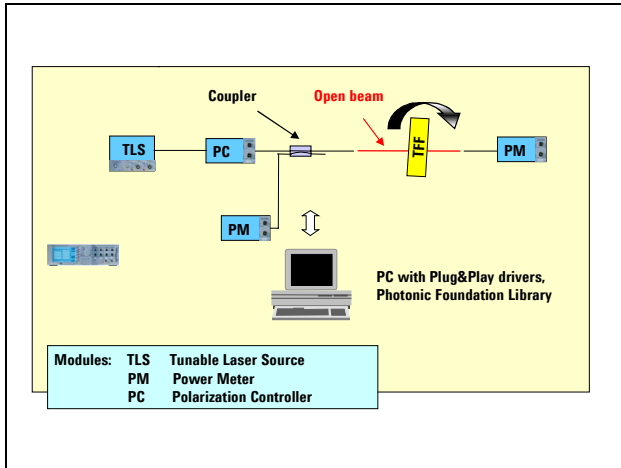 Coupler
Open beam
TLS
PC
TFF
PM
PM
PC with Plug&Play drivers,
Photonic Foundation Library
Modules: TLS Tunable Laser Source
PM Power Meter
PC Polarization Controller